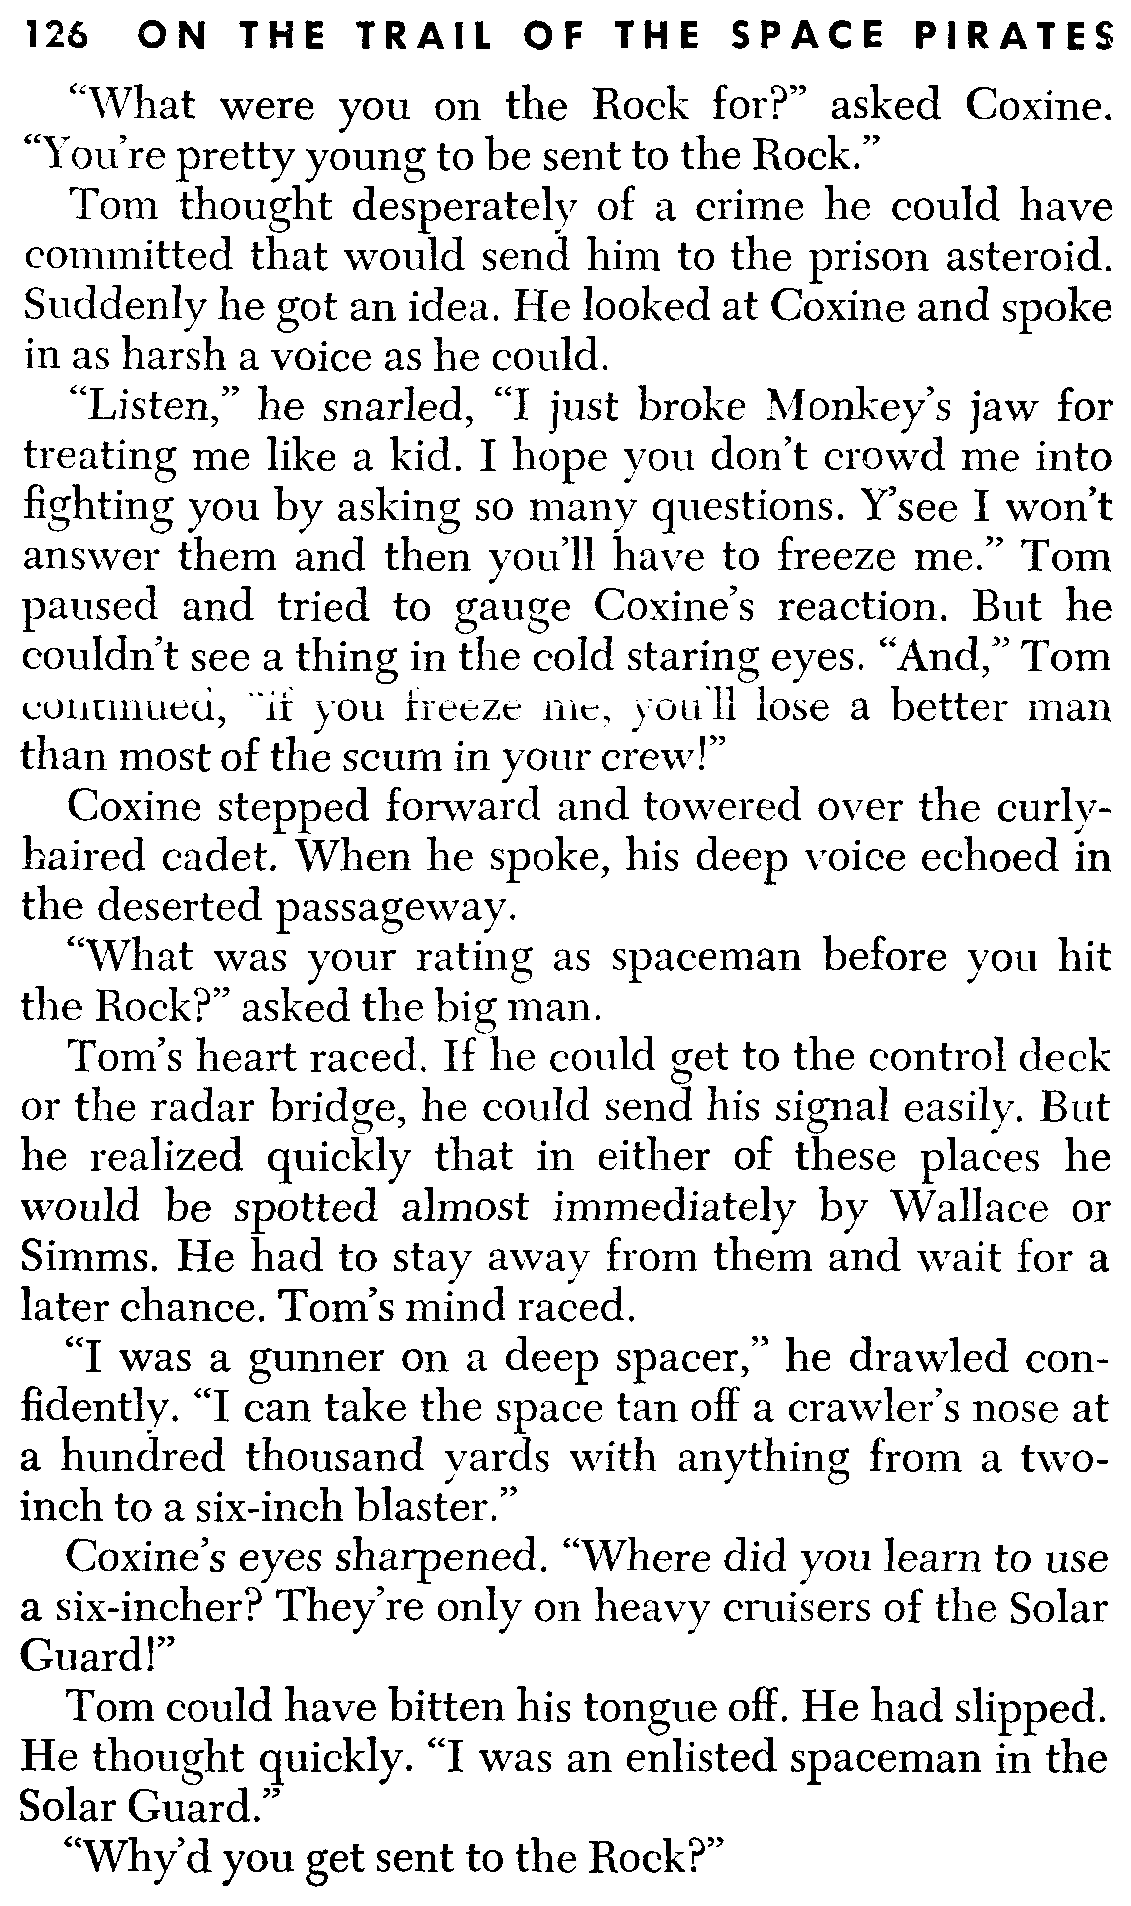 126 ON THE TRAIL OF THE SPACE PIRATES
“What were you on the Rock for?” asked Coxine.
“You’re pretty young to be sent to the Rock.”
Tom thought desperately of a crime he could have
committed that would send him to the prison asteroid.
Suddenly he got an idea. He looked at Coxine and spoke
in as harsh a voice as he could.
“Listen,” he snarled, “I just broke Monkey’s jaw for
treating me like a kid. I hope you don’t crowd me into
fighting you by asking so many questions. Y’see I won’t
answer them and then you’ll have to freeze me.” Tom
paused and tried to gauge Coxine’s reaction. But he
couldn’t see a thing in the cold staring eyes. “And,” Tom
continued, “if you freeze me, you’ll lose a better man
than most of the scum in your crew!”
Coxine stepped forward and towered over the curly-
haired cadet. When he spoke, his deep voice echoed in
the deserted passageway.
“What was your rating as spaceman before you hit
the Rock?” asked the big man.
Tom’s heart raced. If he could get to the control deck
or the radar bridge, he could send his signal easily. But
he realized quickly that in either of these places he
would be spotted almost immediately by Wallace or
Simms. He had to stay away from them and wait for a
later chance. Tom’s mind raced.
“I was a gunner on a deep spacer,” he drawled con-
fidently. “I can take the space tan off a crawler’s nose at
a hundred thousand yards with anything from a two-
inch to a six-inch blaster.”
Coxine’s eyes sharpened. “Where did you learn to use
a six-incher? They’re only on heavy cruisers of the Solar
Guard!”
Tom could have bitten his tongue off. He had slipped.
He thought quickly. “I was an enlisted spaceman in the
Solar Guard.”
“Why’d you get sent to the Rock?”